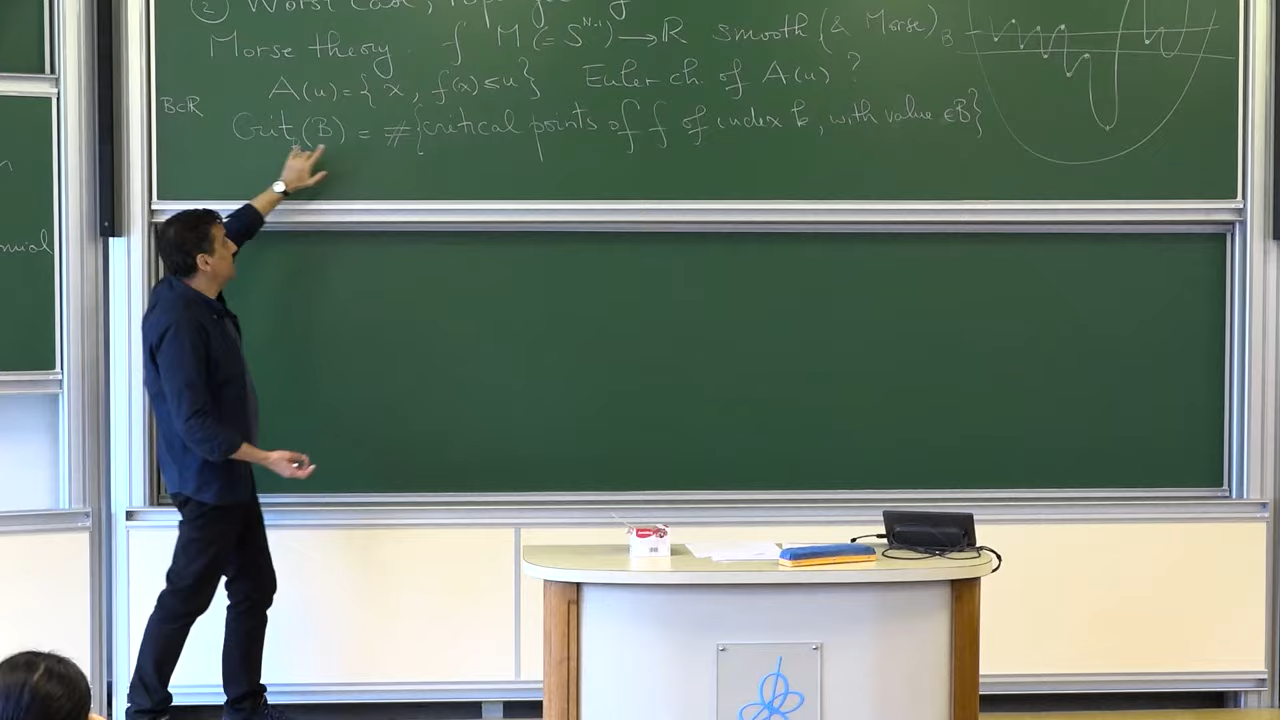 ② Worst case,
Morse theory. f M (= S^{N-1}) → R smooth (& Morse)
B
A(u) = { x, f(x) ≤ u } Euler ch. of A(u) ?
B⊂R
Crit_k(B) = #{critical points of f of index k, with value ∈ B}